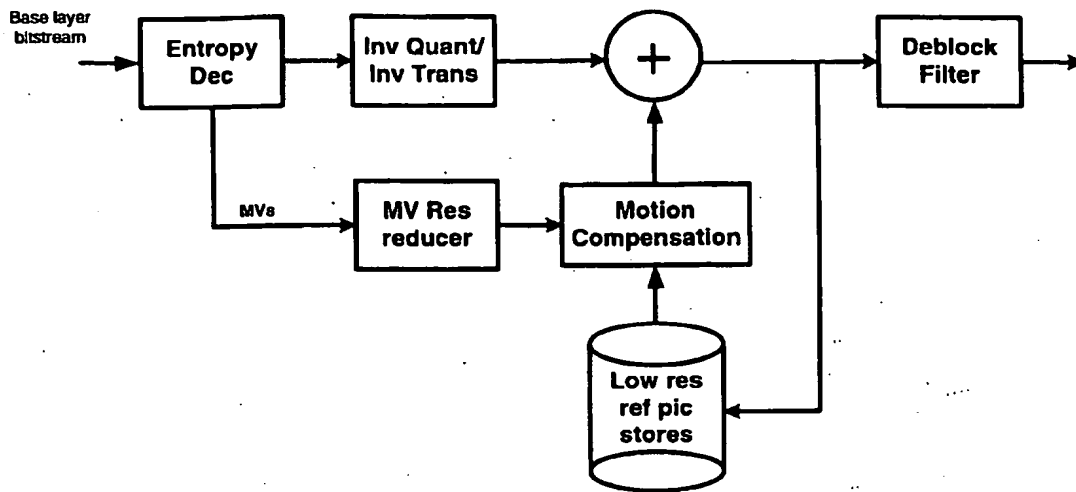 Base layer
bitstream
Entropy
Dec
Inv Quant/
Inv Trans
+
Deblock
Filter
MVs
MV Res
reducer
Motion
Compensation
Low res
ref pic
stores